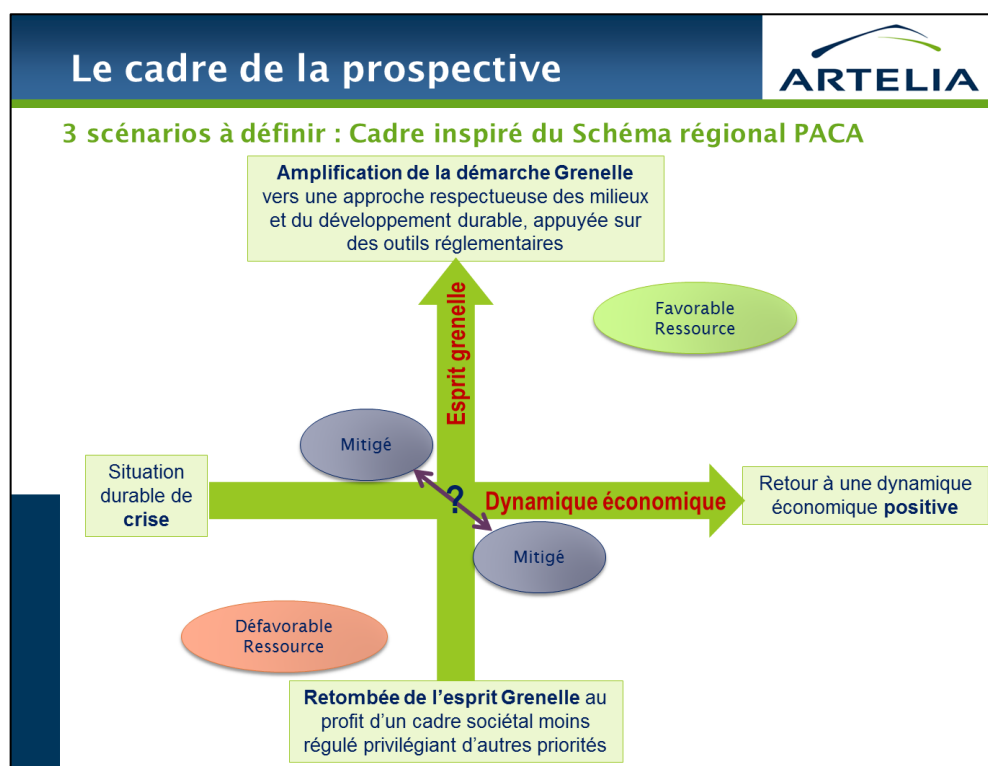 Le cadre de la prospective
ARTELIA
3 scénarios à définir : Cadre inspiré du Schéma régional PACA
Amplification de la démarche Grenelle
vers une approche respectueuse des milieux
et du développement durable, appuyée sur
des outils réglementaires
Esprit grenelle
Favorable
Ressource
Mitigé
Situation
durable de
crise
?
Dynamique économique
Retour à une dynamique
économique positive
Mitigé
Défavorable
Ressource
Retombée de l’esprit Grenelle au
profit d’un cadre sociétal moins
régulé privilégiant d’autres priorités